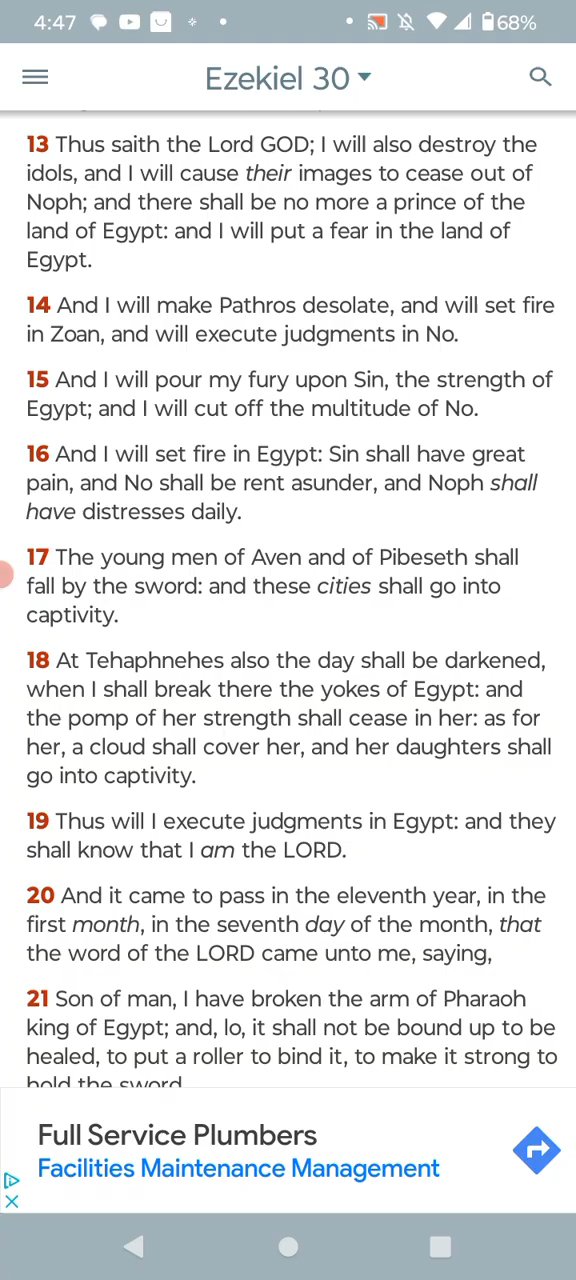 4:47
68%
Ezekiel 30
13 Thus saith the Lord GOD; I will also destroy the
idols, and I will cause their images to cease out of
Noph; and there shall be no more a prince of the
land of Egypt: and I will put a fear in the land of
Egypt.
14 And I will make Pathros desolate, and will set fire
in Zoan, and will execute judgments in No.
15 And I will pour my fury upon Sin, the strength of
Egypt; and I will cut off the multitude of No.
16 And I will set fire in Egypt: Sin shall have great
pain, and No shall be rent asunder, and Noph shall
have distresses daily.
17 The young men of Aven and of Pibeseth shall
fall by the sword: and these cities shall go into
captivity.
18 At Tehaphnehes also the day shall be darkened,
when I shall break there the yokes of Egypt: and
the pomp of her strength shall cease in her: as for
her, a cloud shall cover her, and her daughters shall
go into captivity.
19 Thus will I execute judgments in Egypt: and they
shall know that I am the LORD.
20 And it came to pass in the eleventh year, in the
first month, in the seventh day of the month, that
the word of the LORD came unto me, saying,
21 Son of man, I have broken the arm of Pharaoh
king of Egypt; and, lo, it shall not be bound up to be
healed, to put a roller to bind it, to make it strong to
hold the sword
Full Service Plumbers
Facilities Maintenance Management